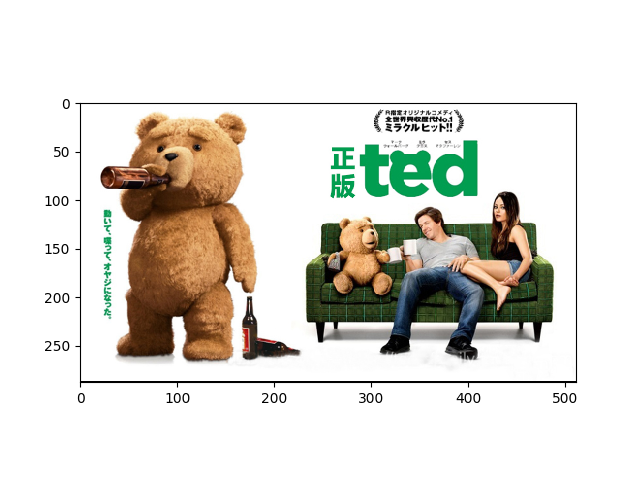 R指定オリジナルコメディ
全世界興収歴代No.1
ミラクルヒット!!
マーク ウォールバーグ
ミラ クニス
セス マクファーレン
正版
ted
動いて、喋って、オヤジになった。
0
50
100
150
200
250
0
100
200
300
400
500